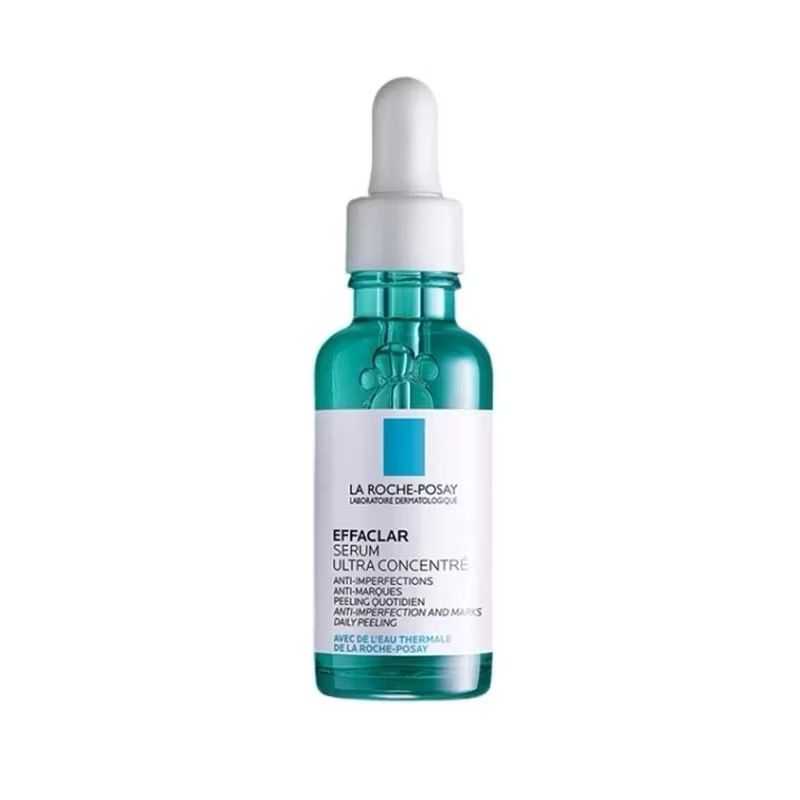 LA ROCHE-POSAY
LABORATOIRE DERMATOLOGIQUE
EFFACLAR
SERUM
ULTRA CONCENTRÉ
ANTI-IMPERFECTIONS
ANTI-MARQUES
PEELING QUOTIDIEN
ANTI-IMPERFECTION AND MARKS
DAILY PEELING
AVEC DE L'EAU THERMALE
DE LA ROCHE-POSAY